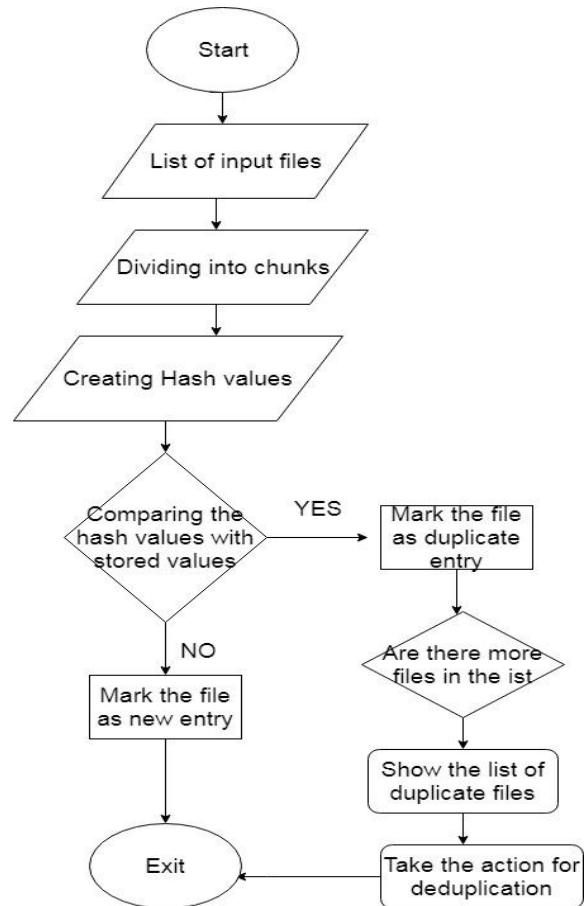 Start
List of input files
Dividing into chunks
Creating Hash values
Comparing the
hash values with
stored values
YES
Mark the file
as duplicate
entry
NO
Mark the file
as new entry
Are there more
files in the ist
Show the list of
duplicate files
Take the action for
deduplication
Exit